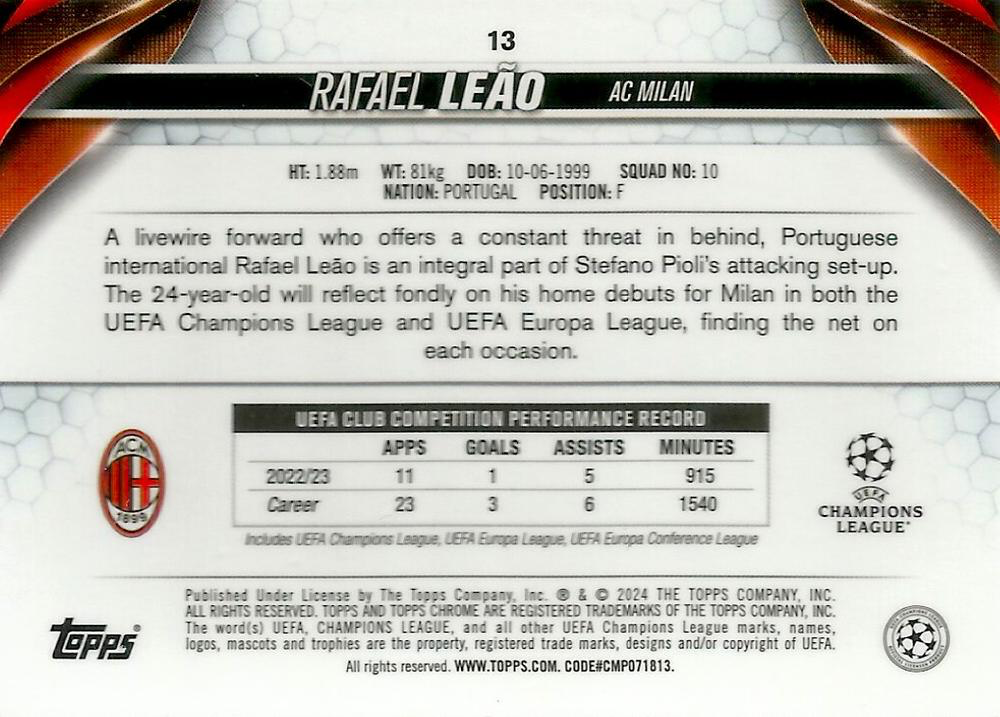 13
RAFAEL LEÃO AC MILAN
HT: 1.88m WT: 81kg DOB: 10-06-1999 SQUAD NO: 10
NATION: PORTUGAL POSITION: F
A livewire forward who offers a constant threat in behind, Portuguese
international Rafael Leão is an integral part of Stefano Pioli's attacking set-up.
The 24-year-old will reflect fondly on his home debuts for Milan in both the
UEFA Champions League and UEFA Europa League, finding the net on
each occasion.
UEFA CLUB COMPETITION PERFORMANCE RECORD
APPS GOALS ASSISTS MINUTES
2022/23 11 1 5 915
Career 23 3 6 1540
Includes UEFA Champions League, UEFA Europa League, UEFA Europa Conference League
ACM
1899
UEFA
CHAMPIONS
LEAGUE®
Published Under License by The Topps Company, Inc. ® & © 2024 THE TOPPS COMPANY, INC.
ALL RIGHTS RESERVED. TOPPS AND TOPPS CHROME ARE REGISTERED TRADEMARKS OF THE TOPPS COMPANY, INC.
The word(s) UEFA, CHAMPIONS LEAGUE, and all other UEFA Champions League marks, names,
logos, mascots and trophies are the property, registered trade marks, designs and/or copyright of UEFA.
All rights reserved. WWW.TOPPS.COM. CODE#CMP071813.
topps®